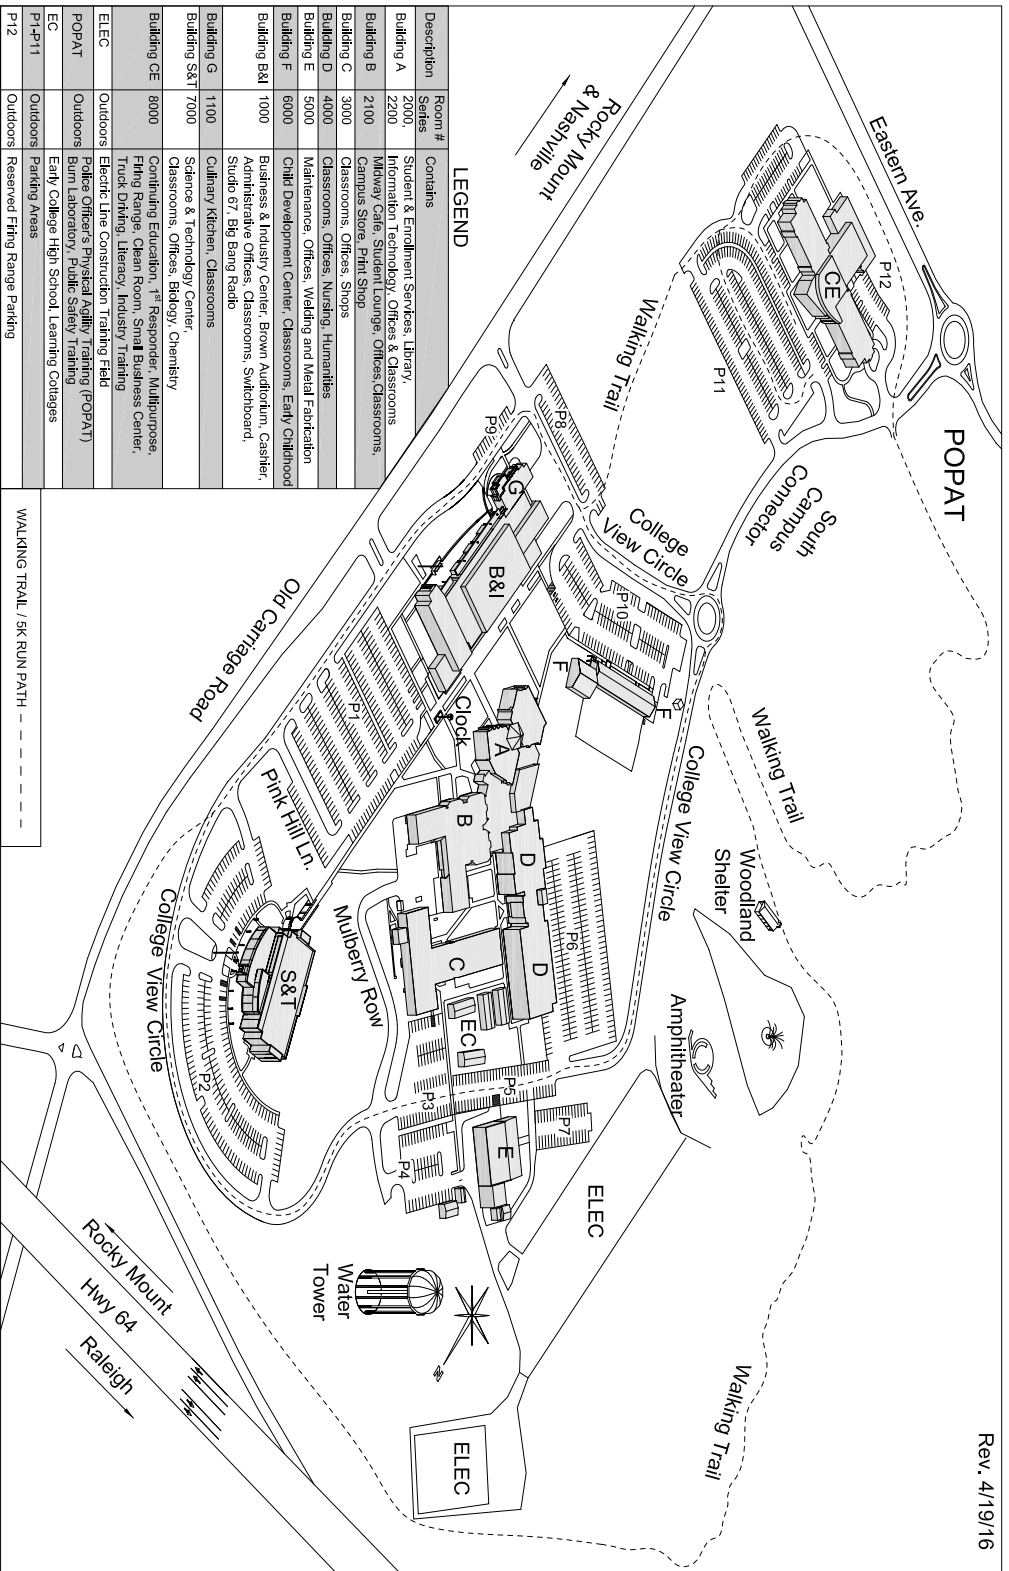 Rev. 4/19/16
POPAT
Eastern Ave.
P12
CE
P11
South
Campus
Connector
Walking Trail
Rocky Mount
& Nashville
P8
P9
College
View Circle
G
B&I
P10
F
F
College View Circle
Walking Trail
Woodland
Shelter
Amphitheater
Clock
A
B
D
D
P6
C
EC
P5
P3
P7
P4
E
ELEC
ELEC
Walking Trail
Water
Tower
N
Old Carriage Road
P1
Pink Hill Ln.
Mulberry Row
S&T
College View Circle
P2
Rocky Mount
Hwy 64
Raleigh
LEGEND
Description
Room #
Series
Contains
Building A
2000,
2200
Student & Enrollment Services, Library,
Information Technology, Offices & Classrooms
Building B
2100
Midway Cafe, Student Lounge, Offices,Classrooms,
Campus Store, Print Shop
Building C
3000
Classrooms, Offices, Shops
Building D
4000
Classrooms, Offices, Nursing, Humanities
Building E
5000
Maintenance, Offices, Welding and Metal Fabrication
Building F
6000
Child Development Center, Classrooms, Early Childhood
Building B&I
1000
Business & Industry Center, Brown Auditorium, Cashier,
Administrative Offices, Classrooms, Switchboard,
Studio 67, Big Bang Radio
Building G
1100
Culinary Kitchen, Classrooms
Building S&T
7000
Science & Technology Center,
Classrooms, Offices, Biology, Chemistry
Building CE
8000
Continuing Education, 1st Responder, Multipurpose,
Firing Range, Clean Room, Small Business Center,
Truck Driving, Literacy, Industry Training
ELEC
Outdoors
Electric Line Construction Training Field
POPAT
Outdoors
Police Officer's Physical Agility Training (POPAT)
Burn Laboratory, Public Safety Training
EC
Early College High School, Learning Cottages
P1-P11
Outdoors
Parking Areas
P12
Outdoors
Reserved Firing Range Parking
WALKING TRAIL / 5K RUN PATH